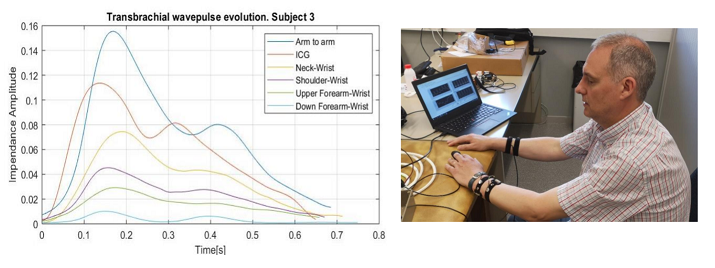 Transbrachial wavepulse evolution. Subject 3
0.16
0.14
0.12
0.1
0.08
0.06
0.04
0.02
0
Impendance Amplitude
Arm to arm
ICG
Neck-Wrist
Shoulder-Wrist
Upper Forearm-Wrist
Down Forearm-Wrist
0 0.1 0.2 0.3 0.4 0.5 0.6 0.7 0.8
Time[s]